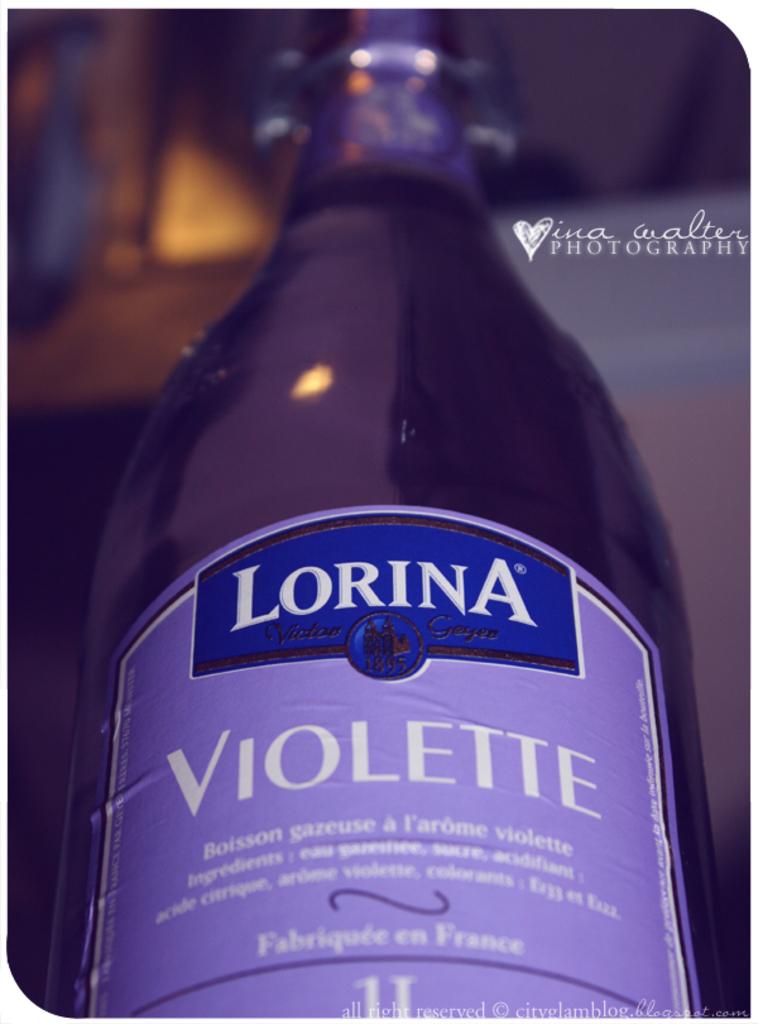 Vina walter
PHOTOGRAPHY
LORINA®
Victor Geyer
1895
VIOLETTE
Boisson gazeuse à l'arôme violette
Ingrédients : eau gazéifiée, sucre, acidifiant :
acide citrique, arôme violette, colorants : E133 et E122.
Fabriquée en France
1L
all right reserved © cityglamblog.blogspot.com